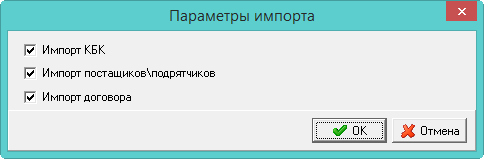 Параметры импорта
Импорт КБК
Импорт постащиков\подрятчиков
Импорт договора
OK
Отмена